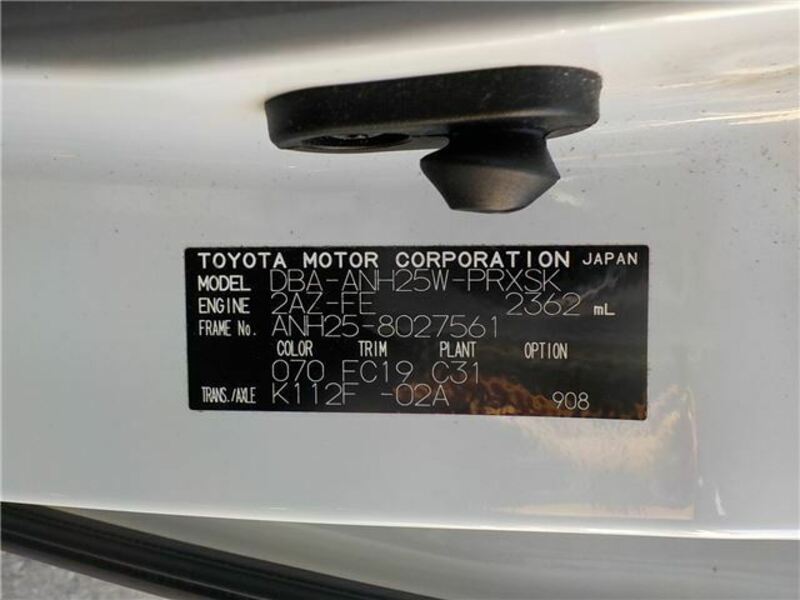 TOYOTA MOTOR CORPORATION JAPAN
MODEL DBA-ANH25W-PRXSK
ENGINE 2AZ-FE 2362 mL
FRAME No. ANH25-8027561
COLOR TRIM PLANT OPTION
070 FC19 C31
TRANS./AXLE K112F -02A 908